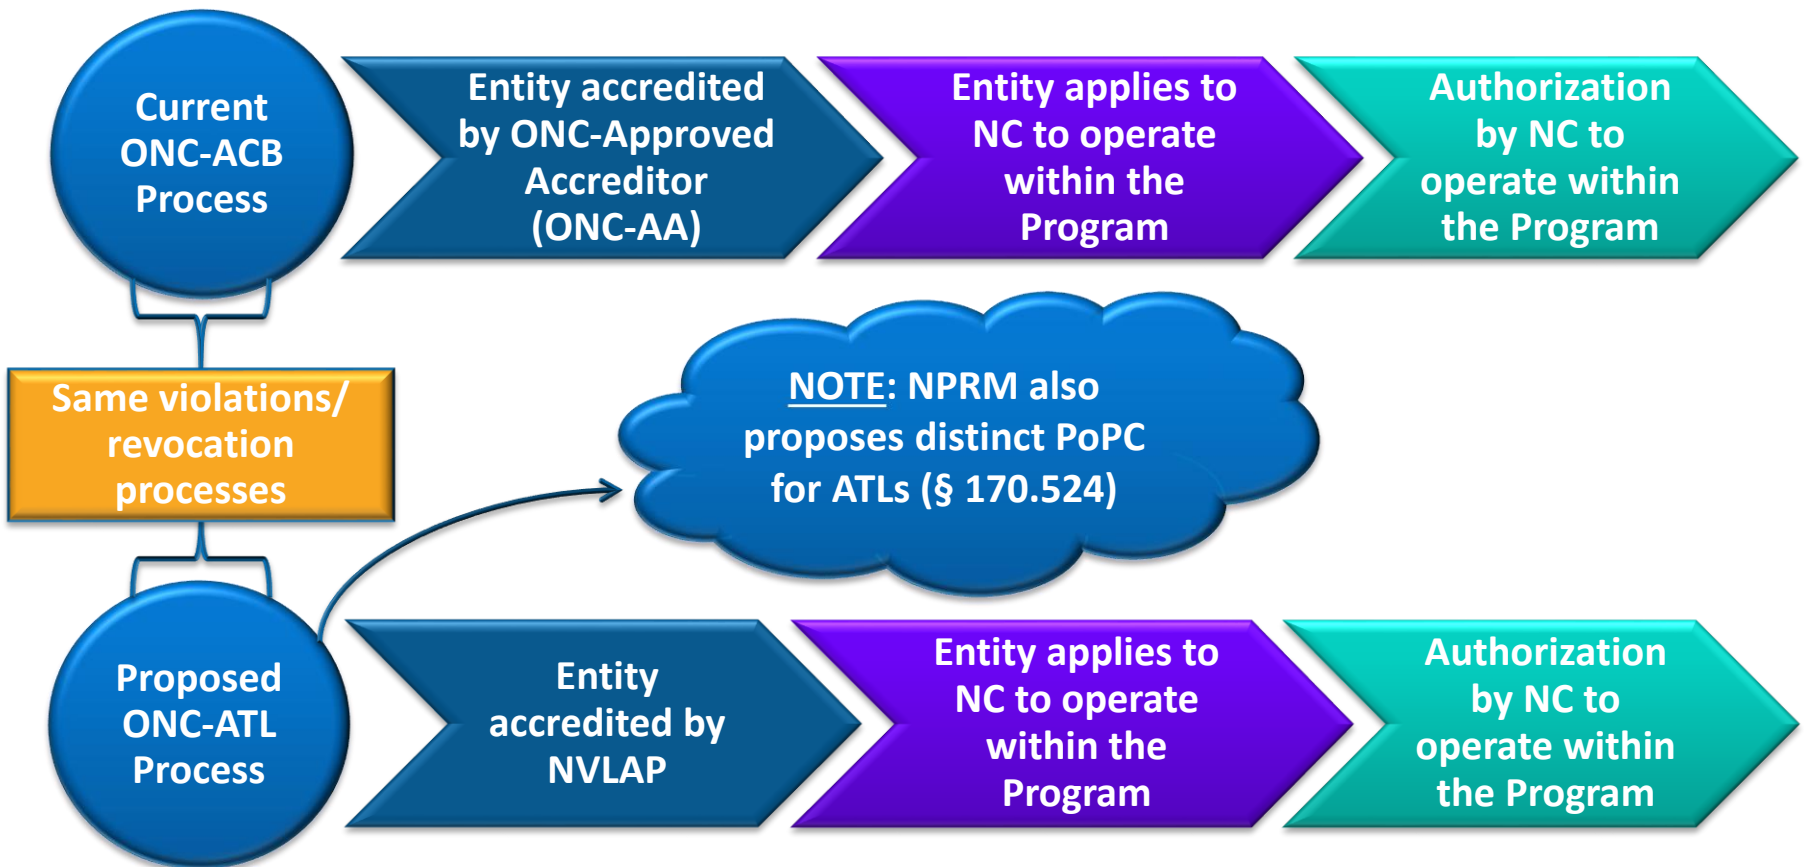 Current
ONC-ACB
Process
Entity accredited
by ONC-Approved
Accreditor
(ONC-AA)
Entity applies to
NC to operate
within the
Program
Authorization
by NC to
operate within
the Program
Same violations/
revocation
processes
NOTE: NPRM also
proposes distinct PoPC
for ATLs (§ 170.524)
Proposed
ONC-ATL
Process
Entity
accredited by
NVLAP
Entity applies to
NC to operate
within the
Program
Authorization
by NC to
operate within
the Program